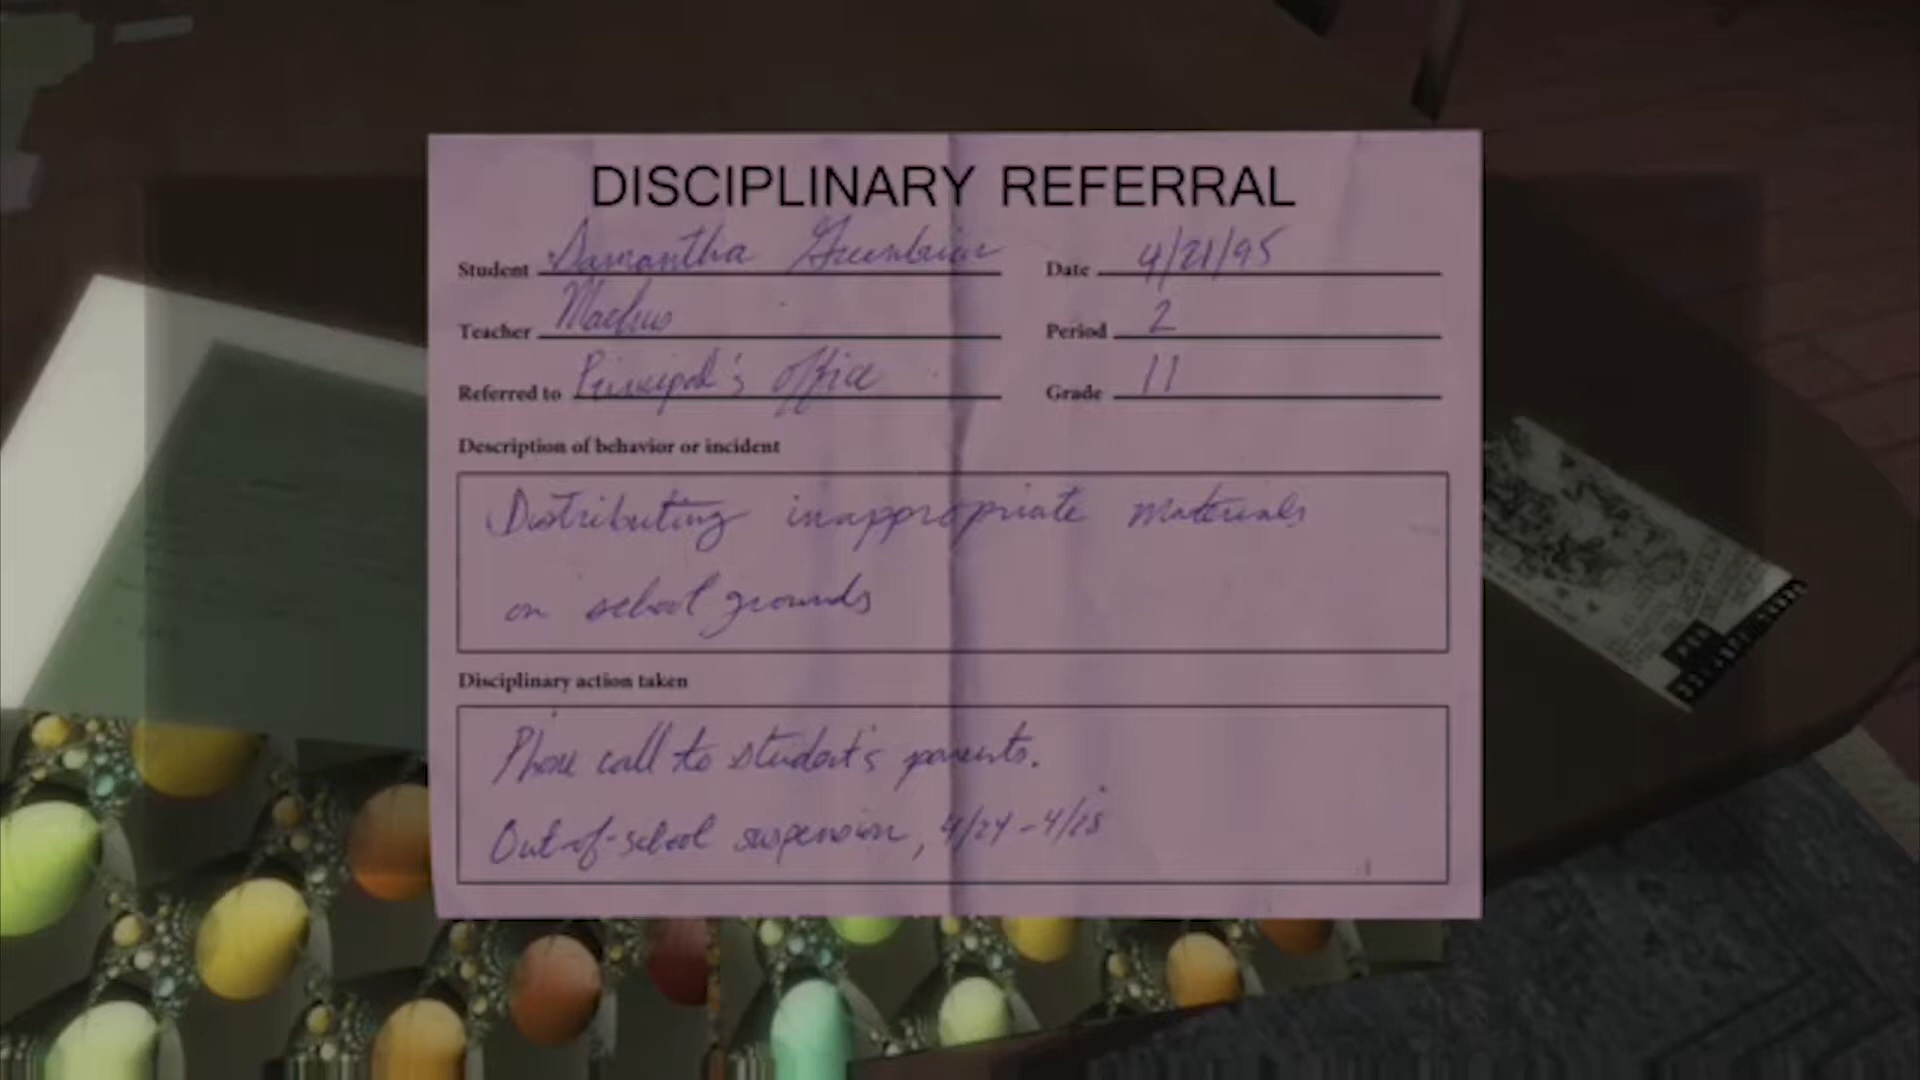 DISCIPLINARY REFERRAL
Student Samantha Greenbriar Date 4/21/95
Teacher Period 2
Referred to Principal's office Grade 11
Description of behavior or incident
Distributing inappropriate materials
on school grounds
Disciplinary action taken
Phone call to student's parents.
Out-of-school suspension, 4/24-4/28